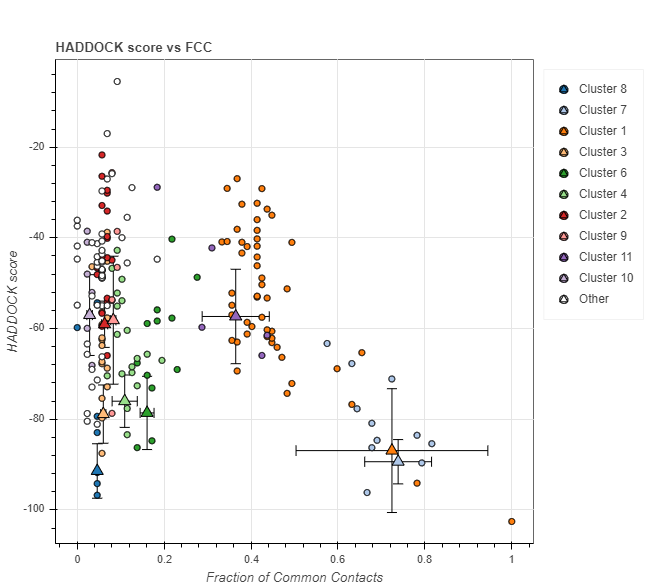 HADDOCK score vs FCC
-20
-40
-60
-80
-100
HADDOCK score
0
0.2
0.4
0.6
0.8
1
Fraction of Common Contacts
Cluster 8
Cluster 7
Cluster 1
Cluster 3
Cluster 6
Cluster 4
Cluster 2
Cluster 9
Cluster 11
Cluster 10
Other